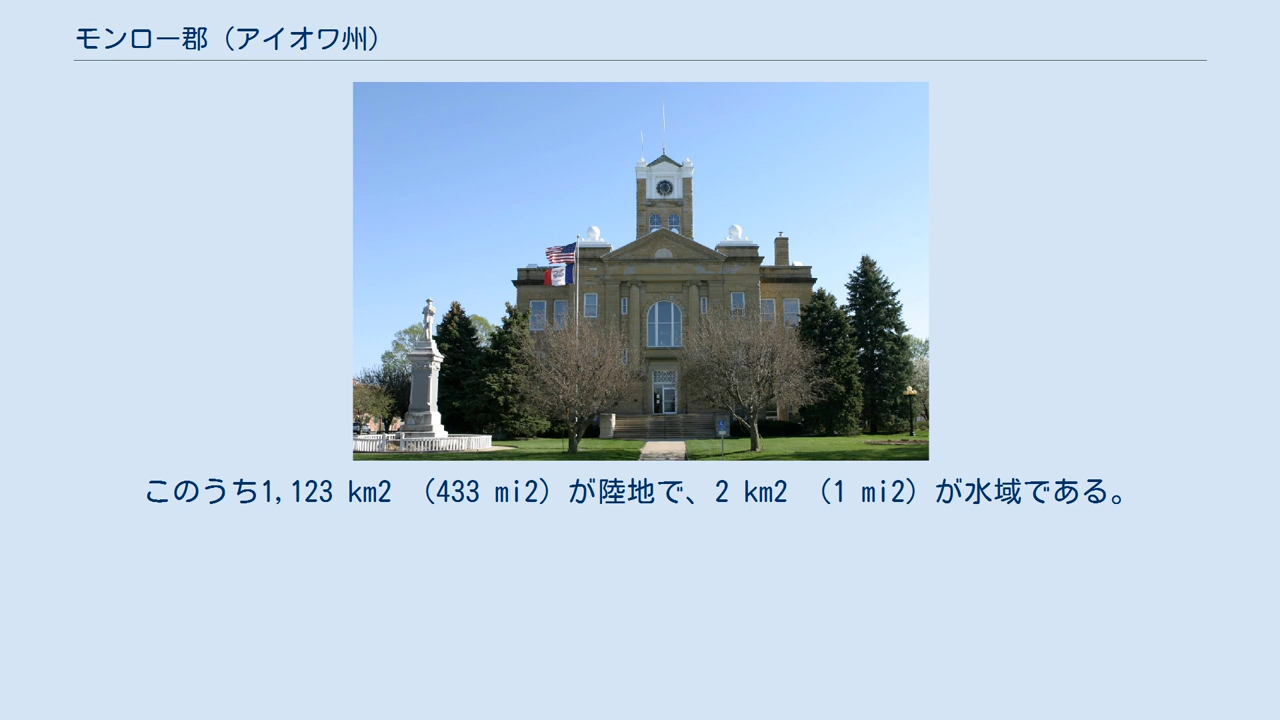 モンロー郡（アイオワ州）
このうち1,123 km2 （433 mi2）が陸地で、2 km2 （1 mi2）が水域である。